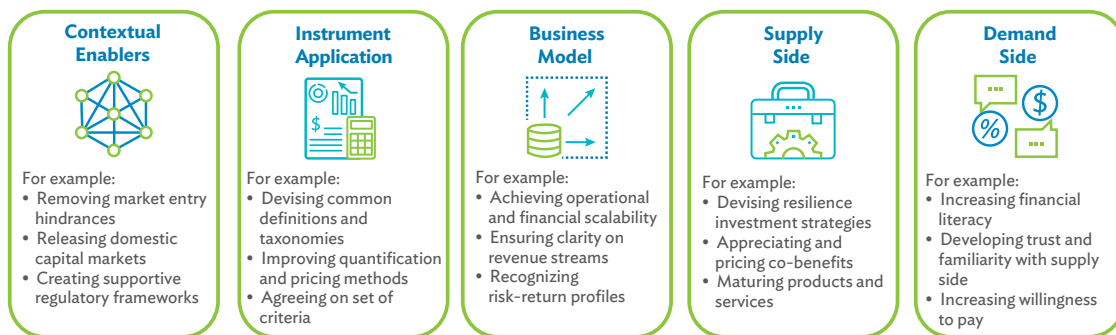 Contextual
Enablers
For example:
• Removing market entry
hindrances
• Releasing domestic
capital markets
• Creating supportive
regulatory frameworks
Instrument
Application
$
For example:
• Devising common
definitions and
taxonomies
• Improving quantification
and pricing methods
• Agreeing on set of
criteria
Business
Model
For example:
• Achieving operational
and financial scalability
• Ensuring clarity on
revenue streams
• Recognizing
risk-return profiles
Supply
Side
For example:
• Devising resilience
investment strategies
• Appreciating and
pricing co-benefits
• Maturing products and
services
Demand
Side
$
%
For example:
• Increasing financial
literacy
• Developing trust and
familiarity with supply
side
• Increasing willingness
to pay